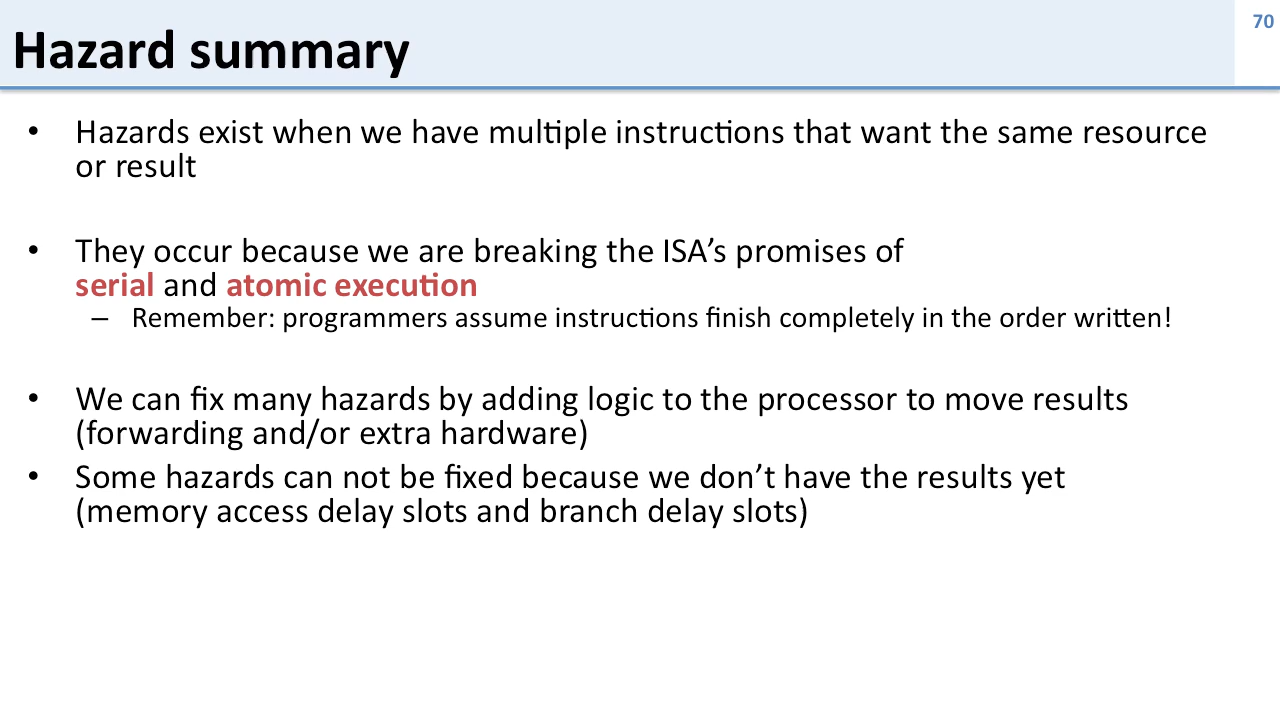 70
Hazard summary
• Hazards exist when we have multiple instructions that want the same resource
or result
• They occur because we are breaking the ISA’s promises of
serial and atomic execution
– Remember: programmers assume instructions finish completely in the order written!
• We can fix many hazards by adding logic to the processor to move results
(forwarding and/or extra hardware)
• Some hazards can not be fixed because we don’t have the results yet
(memory access delay slots and branch delay slots)